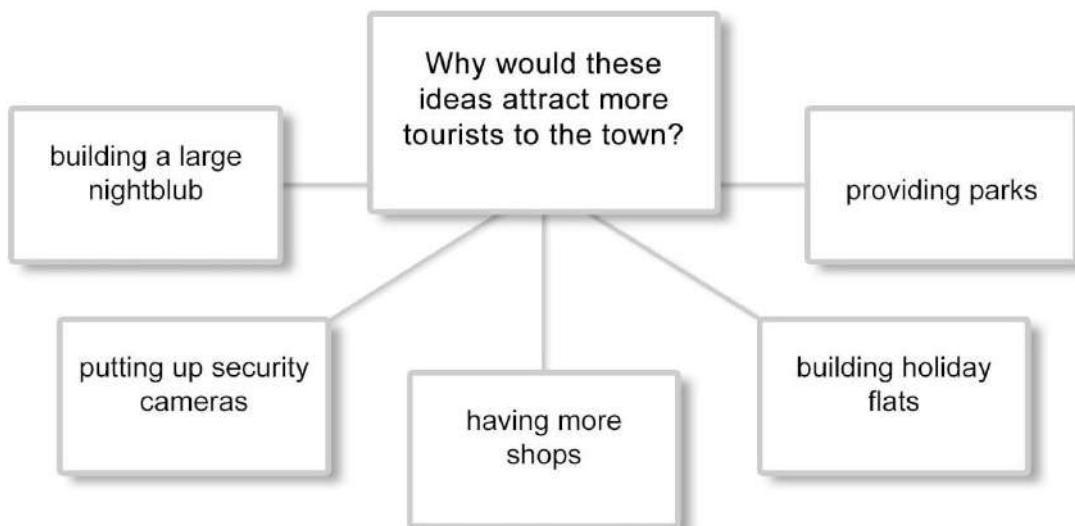 Why would these
ideas attract more
tourists to the town?
building a large
nightblub
providing parks
putting up security
cameras
having more
shops
building holiday
flats